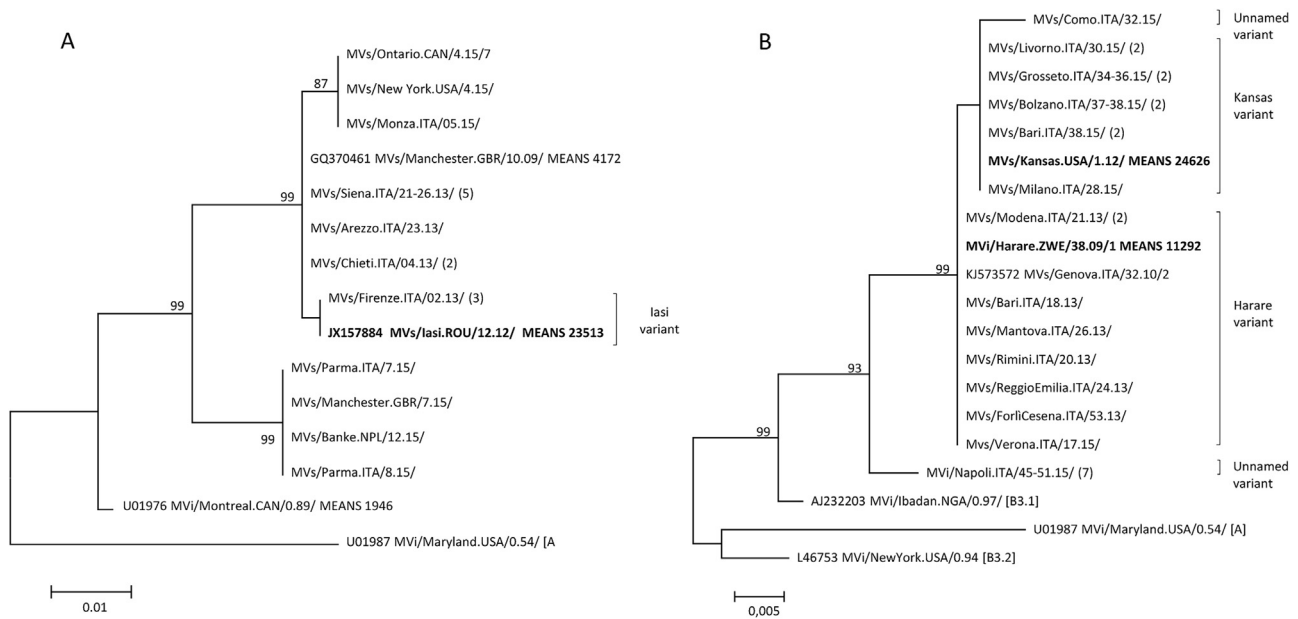 A
MVs/Ontario.CAN/4.15/7
87
MVs/New York.USA/4.15/
MVs/Monza.ITA/05.15/
GQ370461 MVs/Manchester.GBR/10.09/ MEANS 4172
99
MVs/Siena.ITA/21-26.13/ (5)
MVs/Arezzo.ITA/23.13/
MVs/Chieti.ITA/04.13/ (2)
99
MVs/Firenze.ITA/02.13/ (3)
JX157884 MVs/Iasi.ROU/12.12/ MEANS 23513
Iasi
variant
MVs/Parma.ITA/7.15/
MVs/Manchester.GBR/7.15/
99
MVs/Banke.NPL/12.15/
MVs/Parma.ITA/8.15/
U01976 MVi/Montreal.CAN/0.89/ MEANS 1946
U01987 MVi/Maryland.USA/0.54/ [A
0.01
B
MVs/Como.ITA/32.15/
Unnamed
variant
MVs/Livorno.ITA/30.15/ (2)
MVs/Grosseto.ITA/34-36.15/ (2)
MVs/Bolzano.ITA/37-38.15/ (2)
MVs/Bari.ITA/38.15/ (2)
MVs/Kansas.USA/1.12/ MEANS 24626
MVs/Milano.ITA/28.15/
Kansas
variant
MVs/Modena.ITA/21.13/ (2)
MVi/Harare.ZWE/38.09/1 MEANS 11292
99
KJ573572 MVs/Genova.ITA/32.10/2
MVs/Bari.ITA/18.13/
MVs/Mantova.ITA/26.13/
MVs/Rimini.ITA/20.13/
MVs/ReggioEmilia.ITA/24.13/
MVs/ForlìCesena.ITA/53.13/
Mvs/Verona.ITA/17.15/
Harare
variant
93
MVi/Napoli.ITA/45-51.15/ (7)
Unnamed
variant
99
AJ232203 MVi/Ibadan.NGA/0.97/ [B3.1]
U01987 MVi/Maryland.USA/0.54/ [A]
L46753 MVi/NewYork.USA/0.94 [B3.2]
0,005